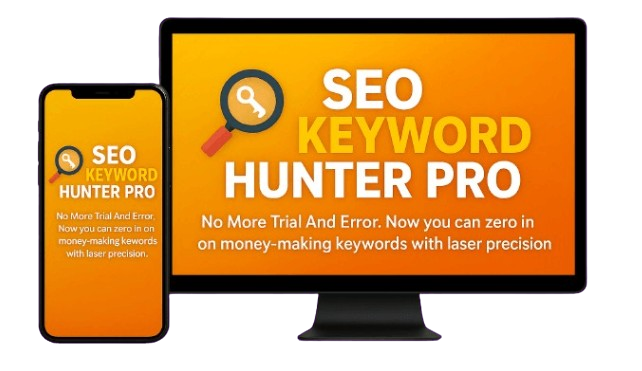 SEO
KEYWORD
HUNTER PRO
No More Trial And Error.
Now you can zero in on
money-making kewords
with laser precision.
SEO
KEYWORD
HUNTER PRO
No More Trial And Error. Now you can zero in
on money-making keywords with laser precision